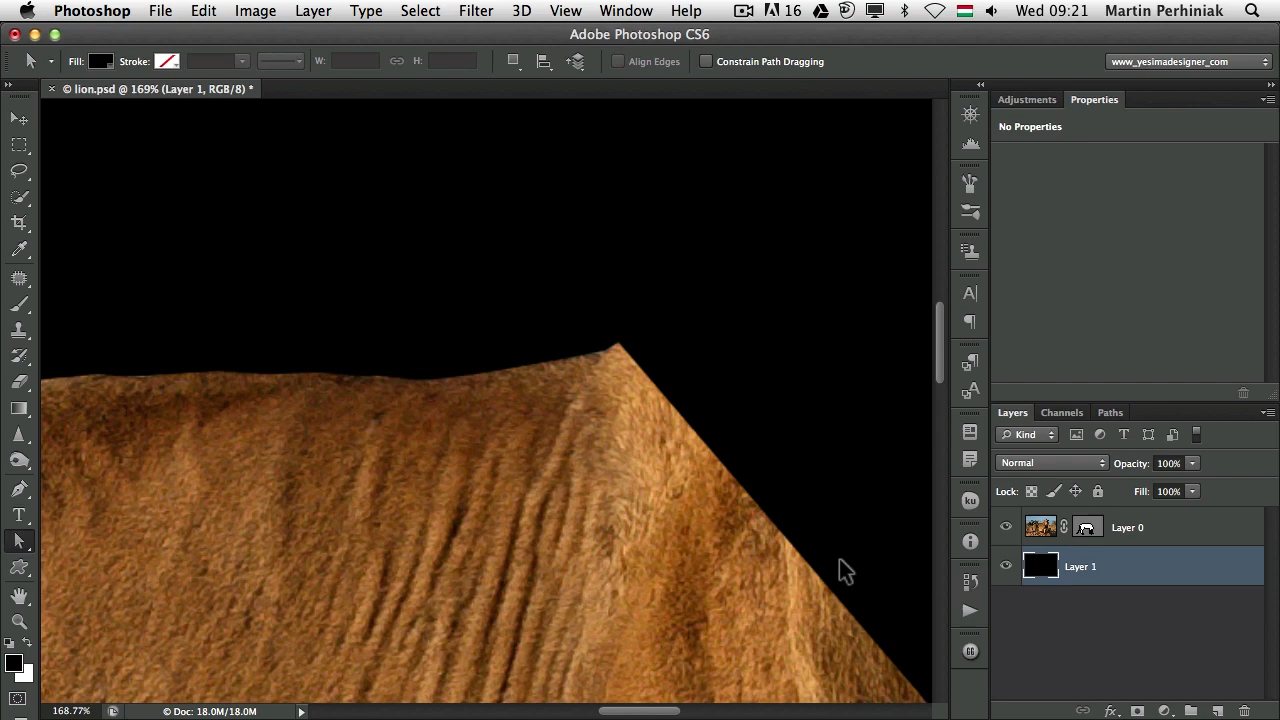 Photoshop File Edit Image Layer Type Select Filter 3D View Window Help 16 Wed 09:21 Martin Perhiniak
Adobe Photoshop CS6
Fill: Stroke: W: H: Align Edges Constrain Path Dragging www_yesimadesigner_com
© lion.psd @ 169% (Layer 1, RGB/8) *
Adjustments Properties
No Properties
Layers Channels Paths
Kind
Normal Opacity: 100%
Lock: Fill: 100%
Layer 0
Layer 1
168.77% © Doc: 18.0M/18.0M